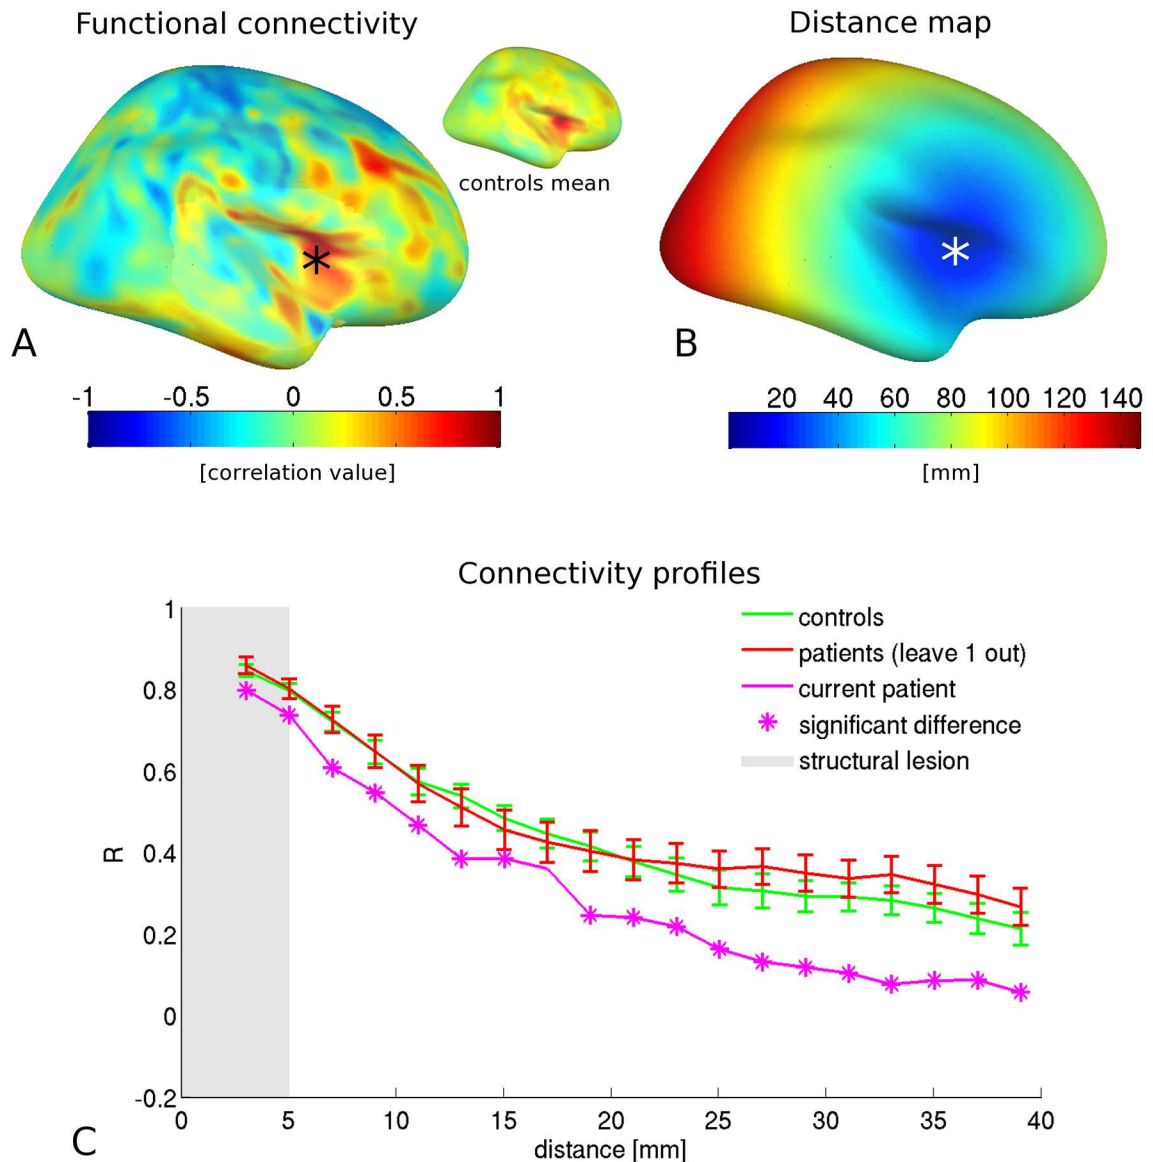 Functional connectivity
Distance map
controls mean
*
*
A
B
-1 -0.5 0 0.5 1
[correlation value]
20 40 60 80 100 120 140
[mm]
Connectivity profiles
controls
patients (leave 1 out)
current patient
significant difference
structural lesion
R
1
0.8
0.6
0.4
0.2
0
-0.2
0 5 10 15 20 25 30 35 40
distance [mm]
C